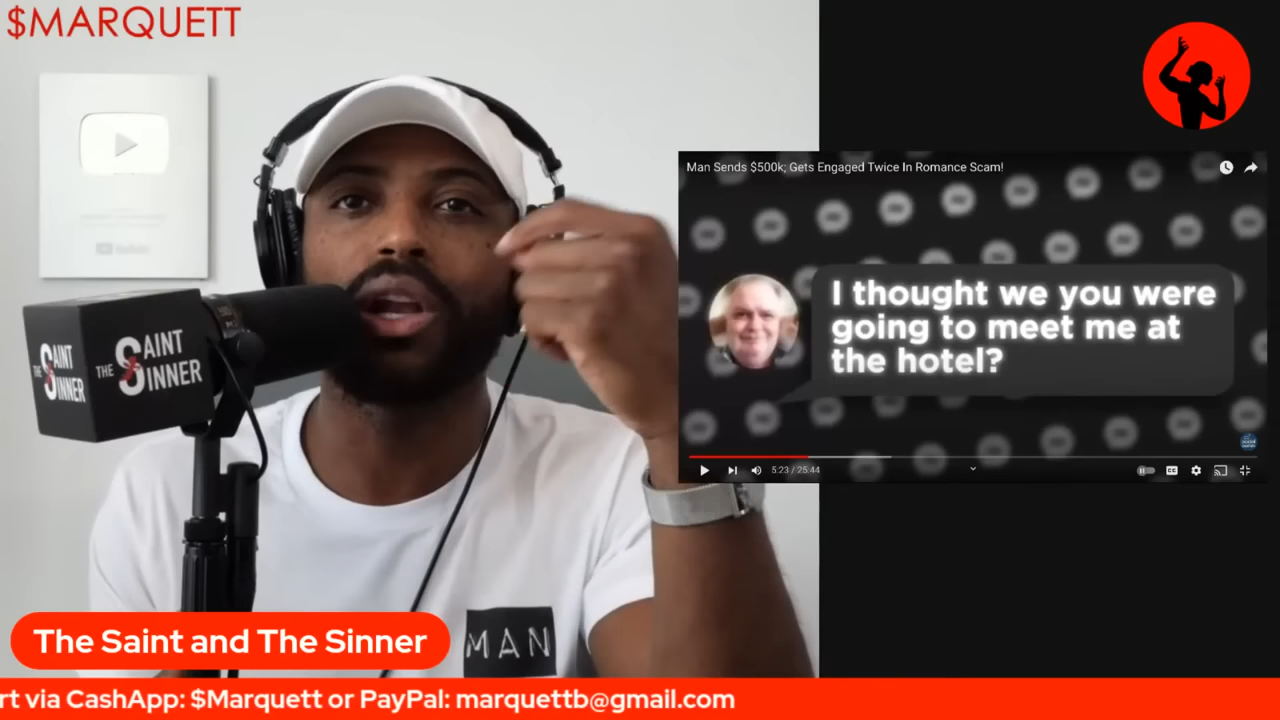 $MARQUETT
Man Sends $500k; Gets Engaged Twice In Romance Scam!
I thought we you were
going to meet me at
the hotel?
5:23 / 25:44
THE SAINT
SINNER
THE SAINT
SINNER
MAN
The Saint and The Sinner
rt via CashApp: $Marquett or PayPal: marquettb@gmail.com